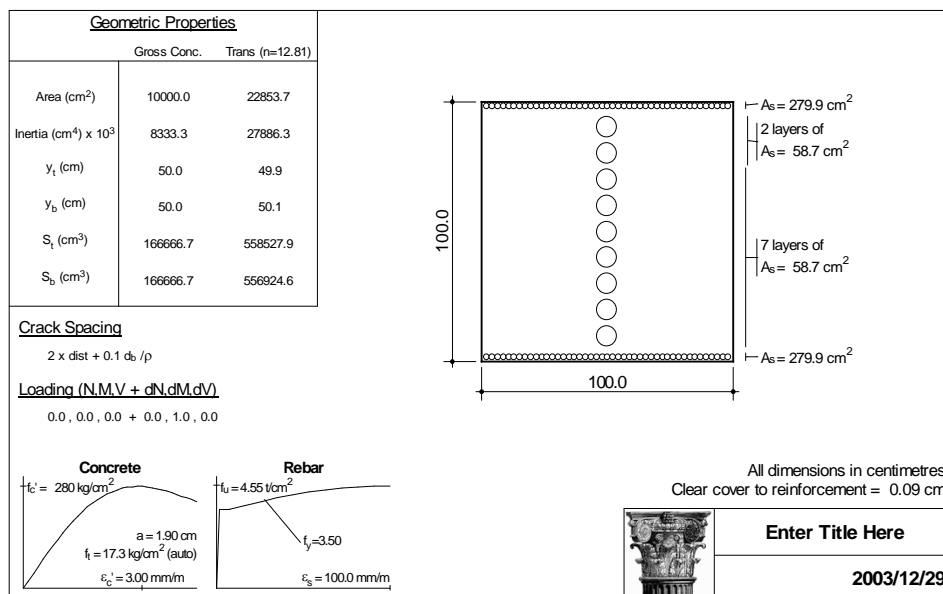 Geometric Properties
Gross Conc. Trans (n=12.81)
Area (cm²) 10000.0 22853.7
Inertia (cm⁴) x 10³ 8333.3 27886.3
yₜ (cm) 50.0 49.9
y_b (cm) 50.0 50.1
Sₜ (cm³) 166666.7 558527.9
S_b (cm³) 166666.7 556924.6
Crack Spacing
2 x dist + 0.1 d_b /ρ
Loading (N,M,V + dN,dM,dV)
0.0 , 0.0 , 0.0 + 0.0 , 1.0 , 0.0
Concrete
f_c' = 280 kg/cm²
a = 1.90 cm
fₜ = 17.3 kg/cm² (auto)
ε_c' = 3.00 mm/m
Rebar
f_u = 4.55 t/cm²
f_y = 3.50
ε_s = 100.0 mm/m
100.0
100.0
A_s = 279.9 cm²
2 layers of
A_s = 58.7 cm²
7 layers of
A_s = 58.7 cm²
A_s = 279.9 cm²
All dimensions in centimetres
Clear cover to reinforcement = 0.09 cm
Enter Title Here
2003/12/29